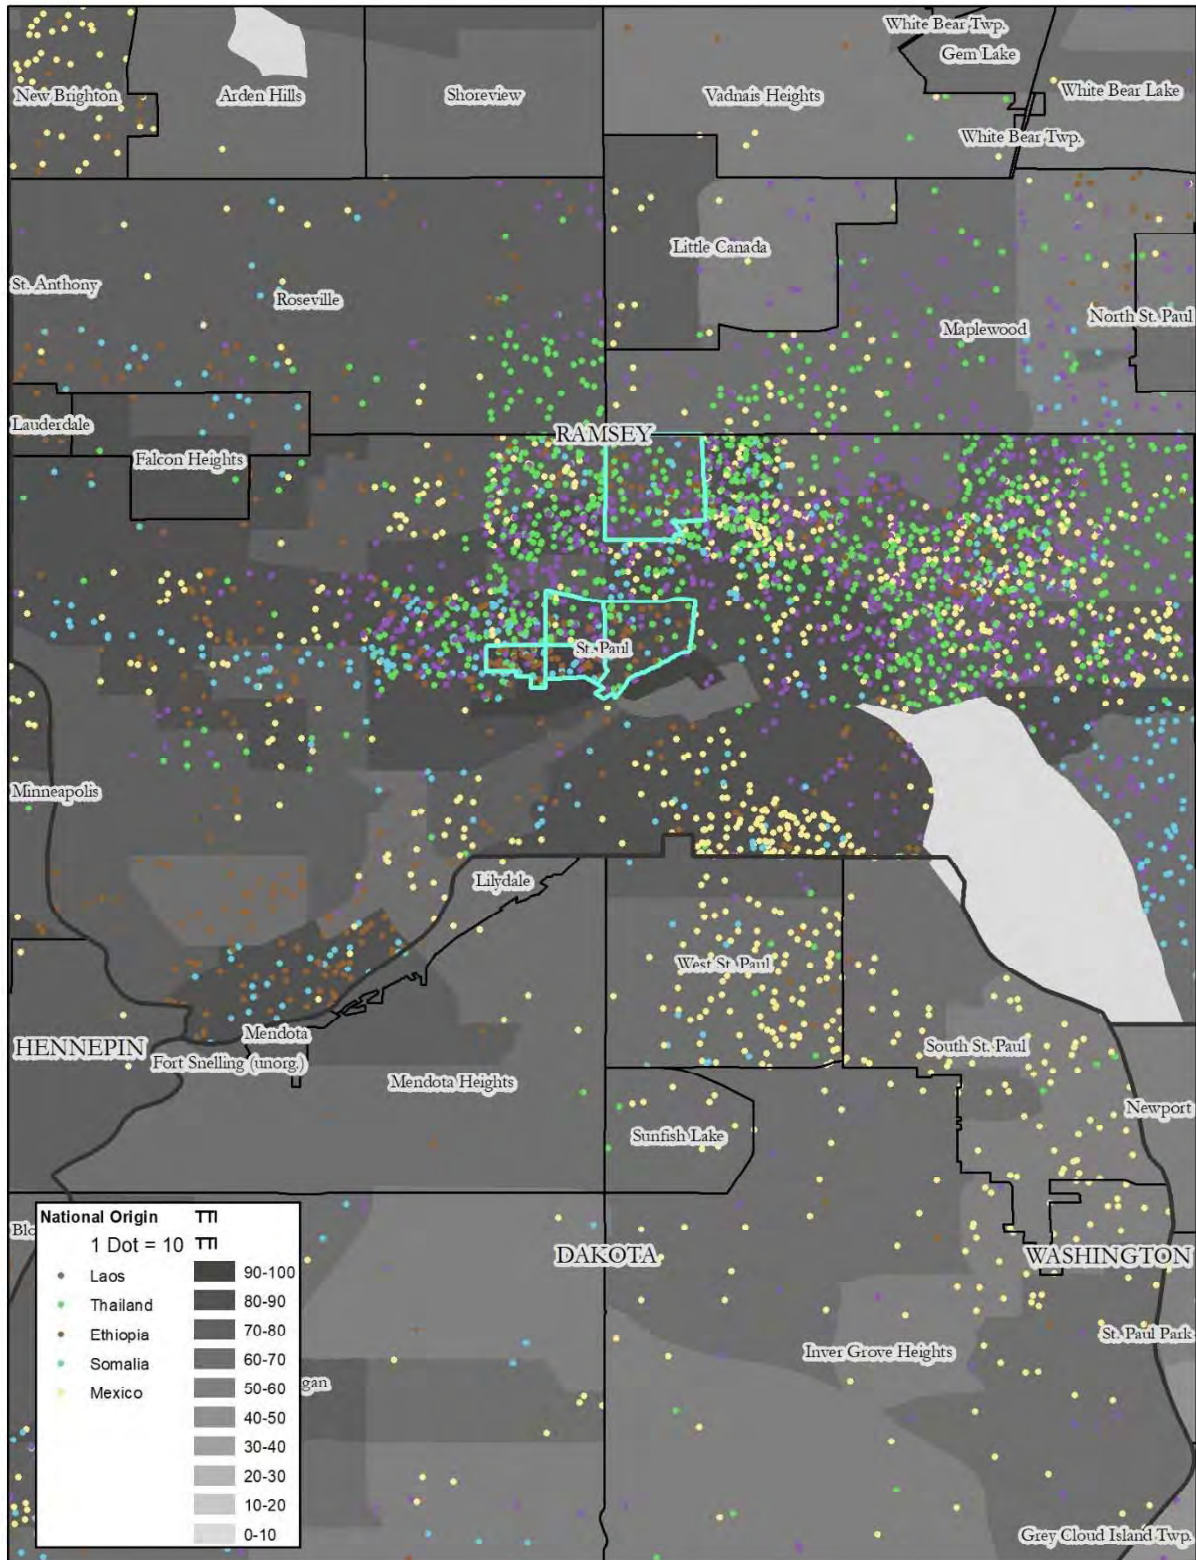 White Bear Twp.
Gem Lake
New Brighton
Arden Hills
Shoreview
Vadnais Heights
White Bear Lake
White Bear Twp.
Little Canada
St. Anthony
Roseville
Maplewood
North St. Paul
Lauderdale
RAMSEY
Falcon Heights
St. Paul
Minneapolis
Lilydale
West St. Paul
HENNEPIN
Mendota
Fort Snelling (unorg.)
South St. Paul
Mendota Heights
Newport
Sunfish Lake
DAKOTA
WASHINGTON
St. Paul Park
Inver Grove Heights
Grey Cloud Island Twp.
Blo
gan
National Origin
1 Dot = 10
Laos
Thailand
Ethiopia
Somalia
Mexico
TTI
TTI
90-100
80-90
70-80
60-70
50-60
40-50
30-40
20-30
10-20
0-10